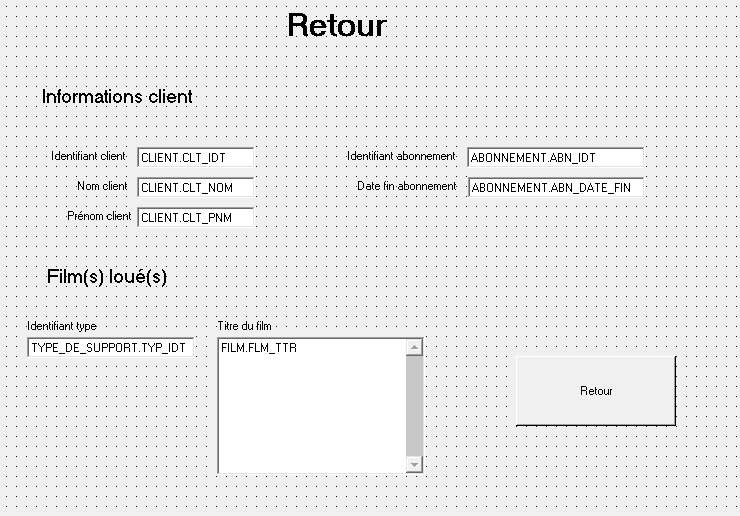 Retour
Informations client
Identifiant client CLIENT.CLT_IDT Identifiant abonnement ABONNEMENT.ABN_IDT
Nom client CLIENT.CLT_NOM Date fin abonnement ABONNEMENT.ABN_DATE_FIN
Prénom client CLIENT.CLT_PNM
Film(s) loué(s)
Identifiant type Titre du film
TYPE_DE_SUPPORT.TYP_IDT FILM.FLM_TTR
Retour